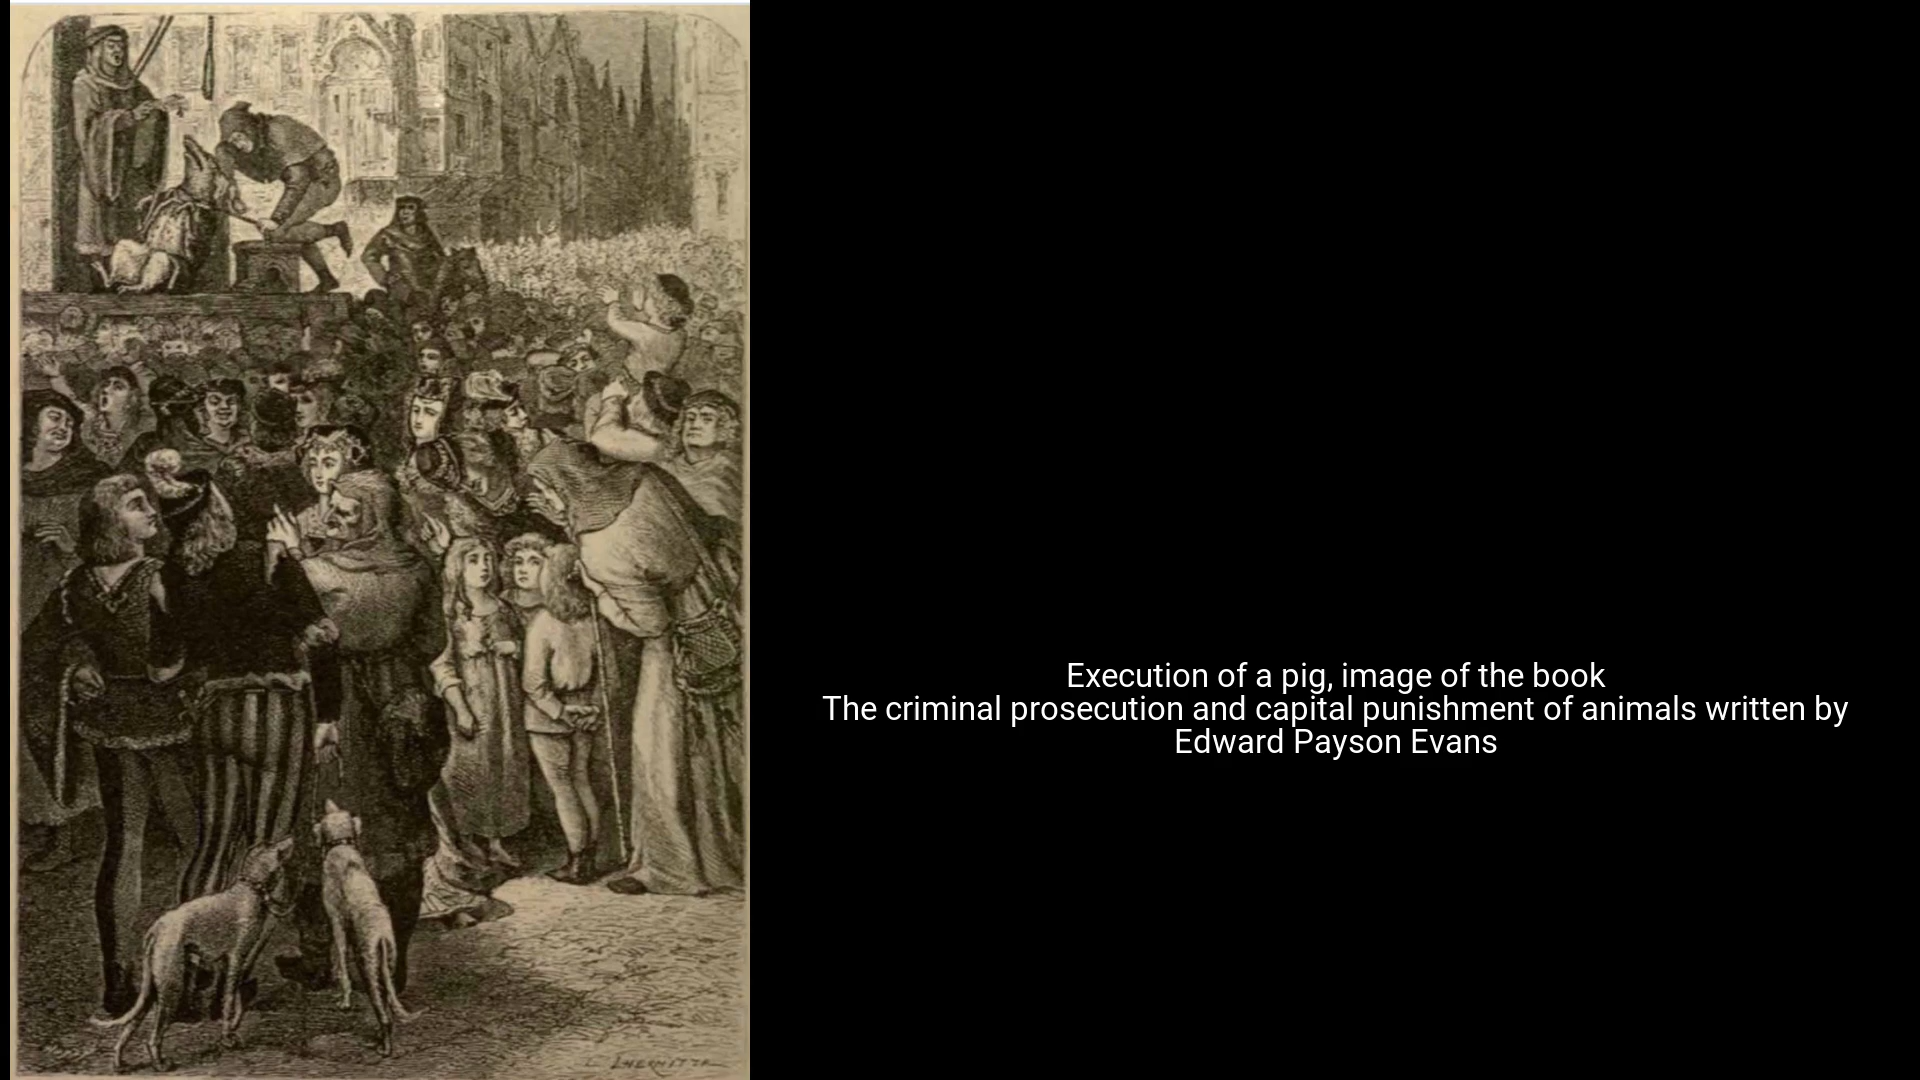 Execution of a pig, image of the book
The criminal prosecution and capital punishment of animals written by
Edward Payson Evans
L. LHERMITTE